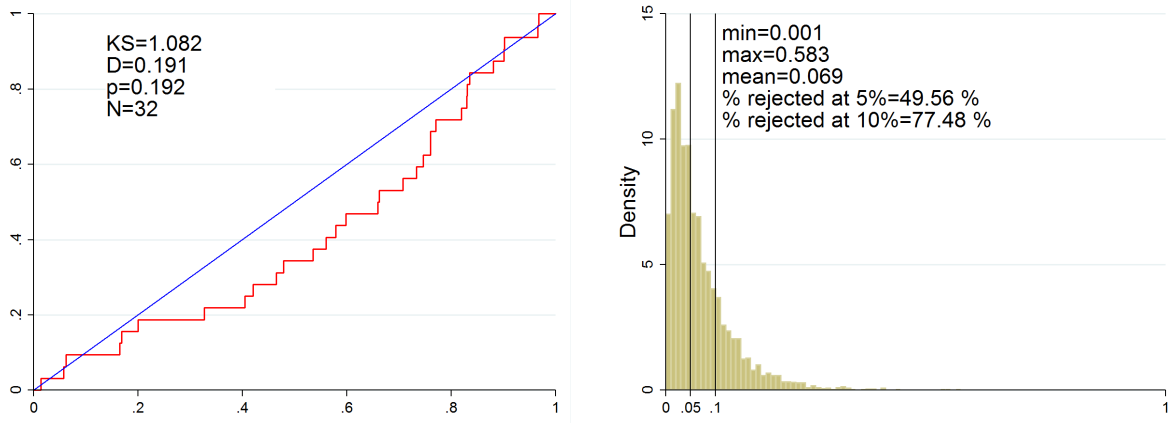 KS=1.082
D=0.191
p=0.192
N=32
1
.8
.6
.4
.2
0
0 .2 .4 .6 .8 1
min=0.001
max=0.583
mean=0.069
% rejected at 5%=49.56 %
% rejected at 10%=77.48 %
Density
15
10
5
0
0 .05 .1 1